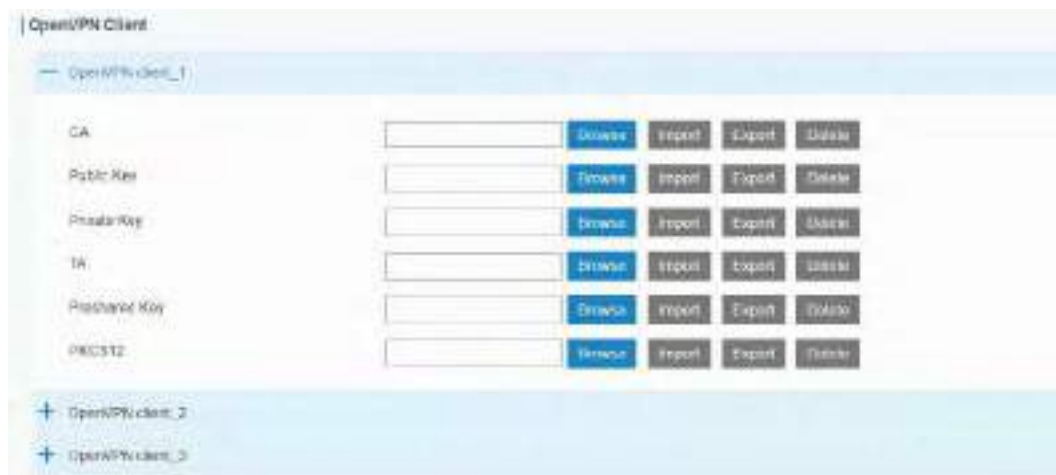 OpenVPN Client
OpenVPN client_1
CA Browse Import Export Delete
Public Key Browse Import Export Delete
Private Key Browse Import Export Delete
TA Browse Import Export Delete
Preshared Key Browse Import Export Delete
PKCS12 Browse Import Export Delete
OpenVPN client_2
OpenVPN client_3